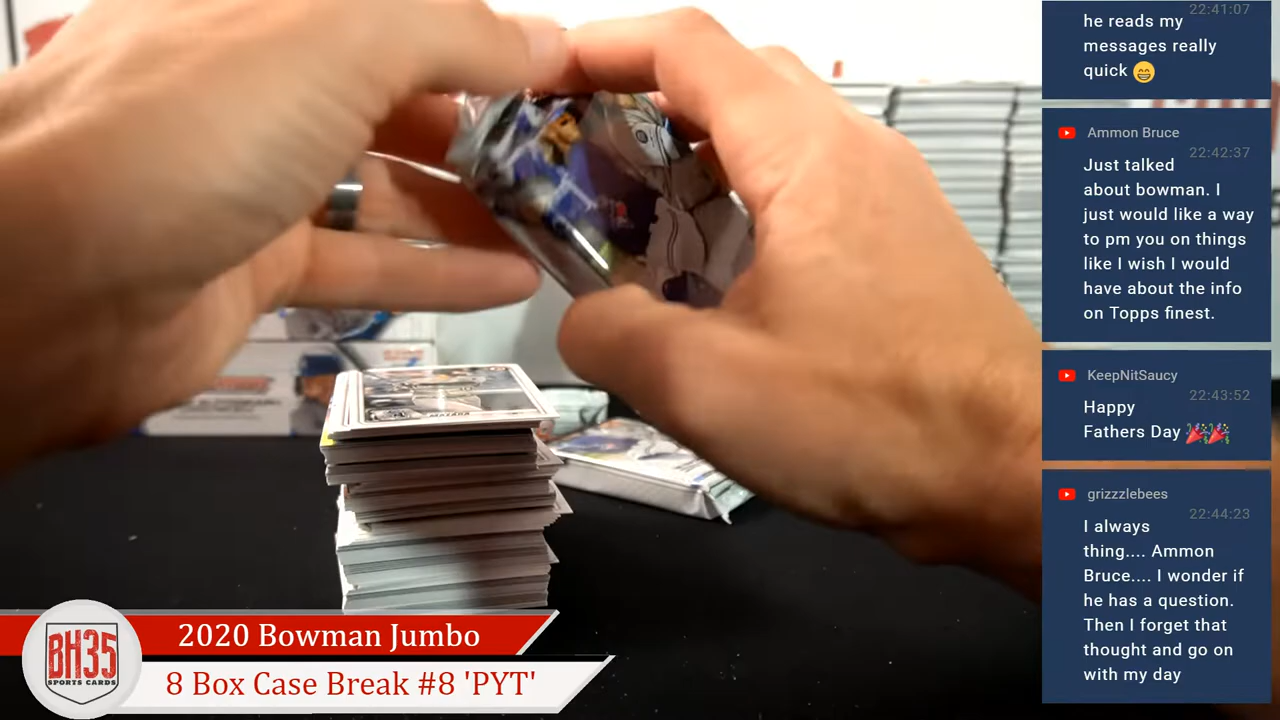 22:41:07
he reads my
messages really
quick 😄
Ammon Bruce
22:42:37
Just talked
about bowman. I
just would like a way
to pm you on things
like I wish I would
have about the info
on Topps finest.
KeepNitSaucy
22:43:52
Happy
Fathers Day 🎉🎉
grizzzlebees
22:44:23
I always
thing.... Ammon
Bruce.... I wonder if
he has a question.
Then I forget that
thought and go on
with my day
BH35
SPORTS CARDS
2020 Bowman Jumbo
8 Box Case Break #8 'PYT'